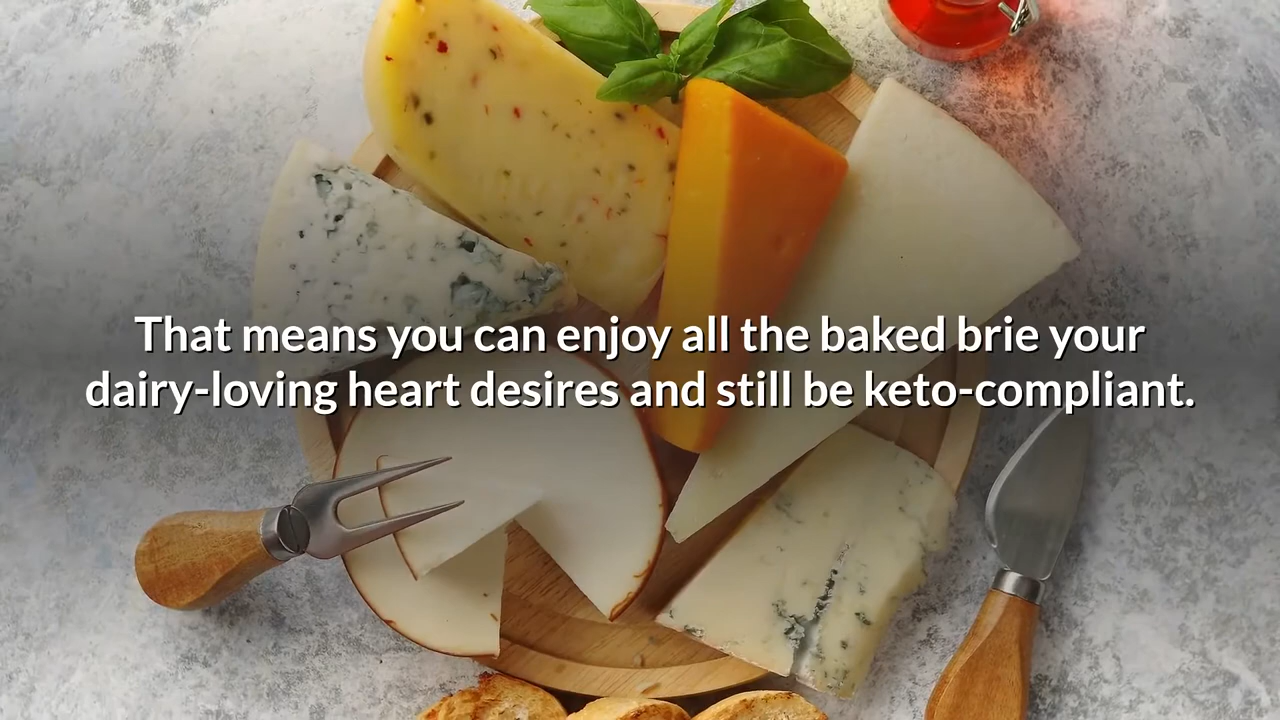 That means you can enjoy all the baked brie your
dairy-loving heart desires and still be keto-compliant.